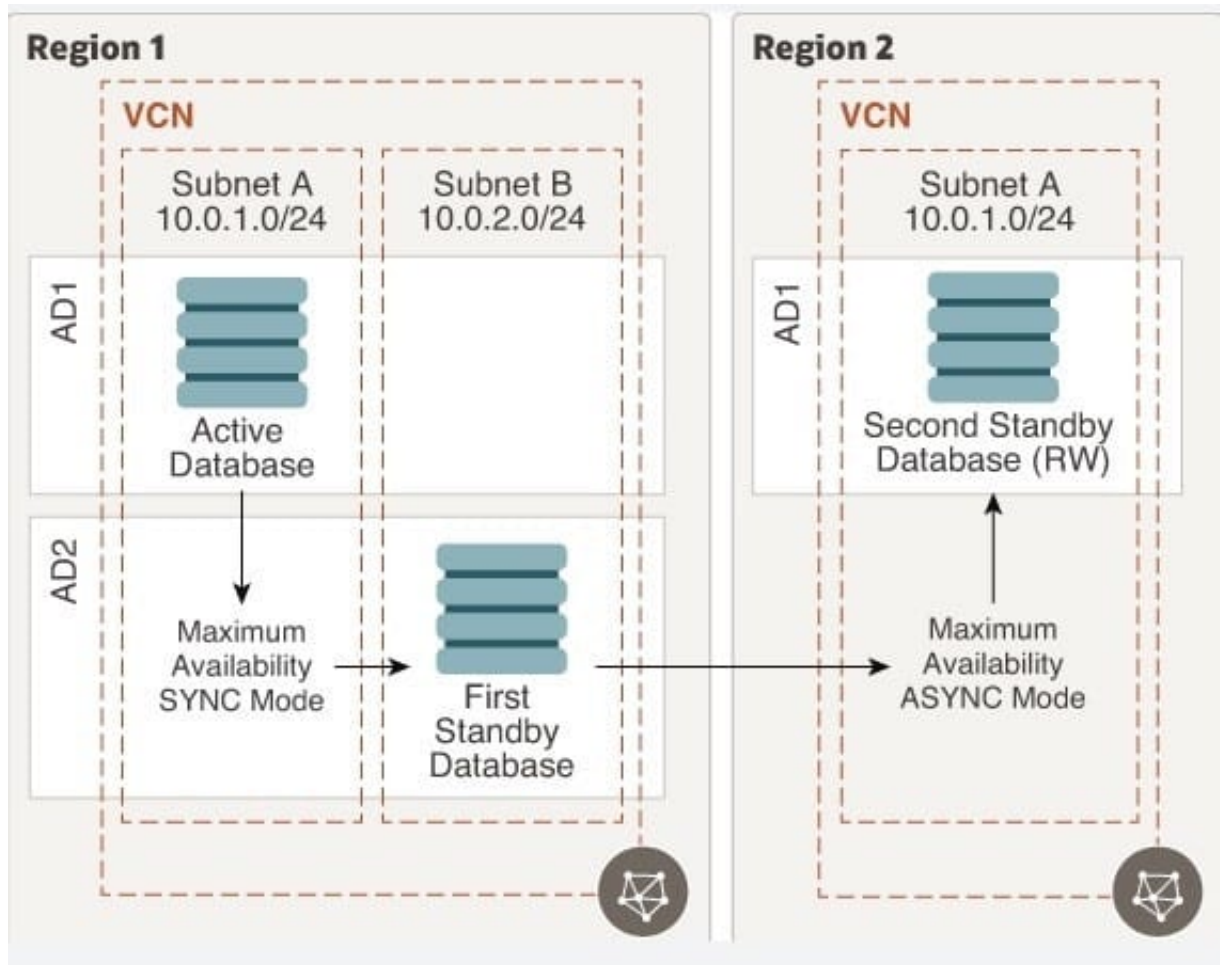 Region 1
VCN
Subnet A
10.0.1.0/24
Subnet B
10.0.2.0/24
AD1
Active
Database
AD2
Maximum
Availability
SYNC Mode
First
Standby
Database
Region 2
VCN
Subnet A
10.0.1.0/24
AD1
Second Standby
Database (RW)
Maximum
Availability
ASYNC Mode